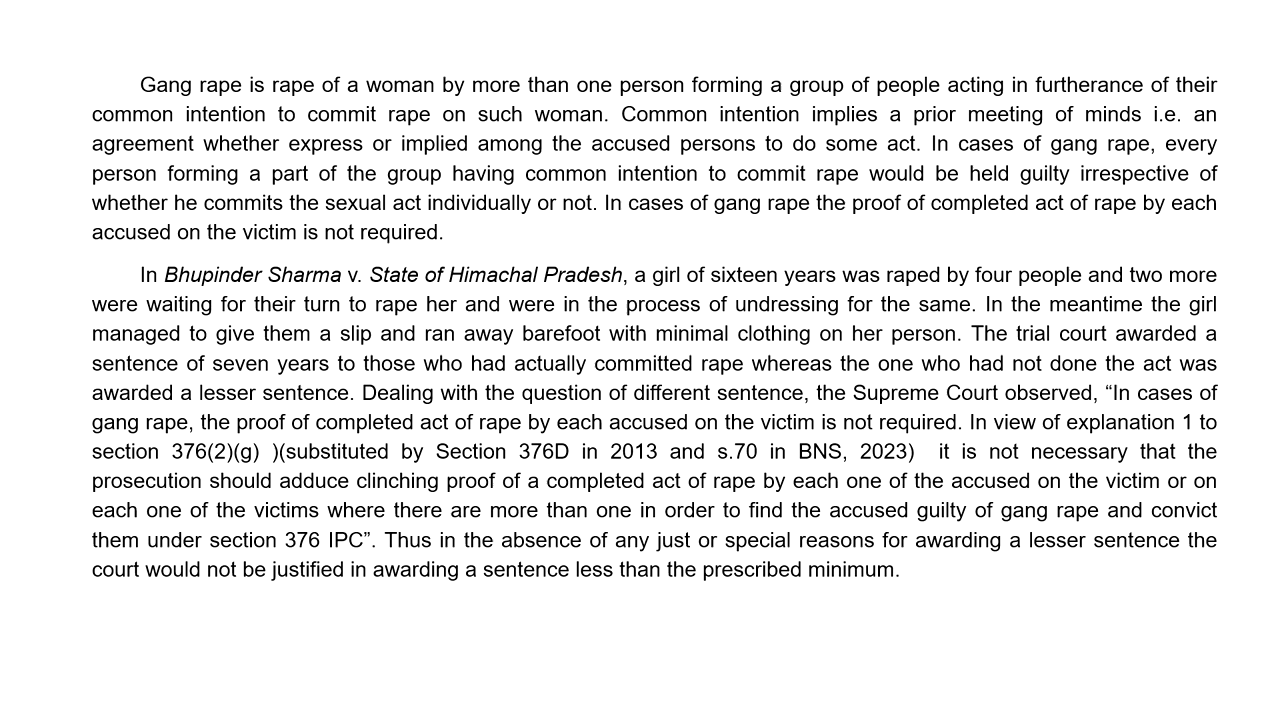 Gang rape is rape of a woman by more than one person forming a group of people acting in furtherance of their
common intention to commit rape on such woman. Common intention implies a prior meeting of minds i.e. an
agreement whether express or implied among the accused persons to do some act. In cases of gang rape, every
person forming a part of the group having common intention to commit rape would be held guilty irrespective of
whether he commits the sexual act individually or not. In cases of gang rape the proof of completed act of rape by each
accused on the victim is not required.
In Bhupinder Sharma v. State of Himachal Pradesh, a girl of sixteen years was raped by four people and two more
were waiting for their turn to rape her and were in the process of undressing for the same. In the meantime the girl
managed to give them a slip and ran away barefoot with minimal clothing on her person. The trial court awarded a
sentence of seven years to those who had actually committed rape whereas the one who had not done the act was
awarded a lesser sentence. Dealing with the question of different sentence, the Supreme Court observed, “In cases of
gang rape, the proof of completed act of rape by each accused on the victim is not required. In view of explanation 1 to
section 376(2)(g) )(substituted by Section 376D in 2013 and s.70 in BNS, 2023)  it is not necessary that the
prosecution should adduce clinching proof of a completed act of rape by each one of the accused on the victim or on
each one of the victims where there are more than one in order to find the accused guilty of gang rape and convict
them under section 376 IPC”. Thus in the absence of any just or special reasons for awarding a lesser sentence the
court would not be justified in awarding a sentence less than the prescribed minimum.